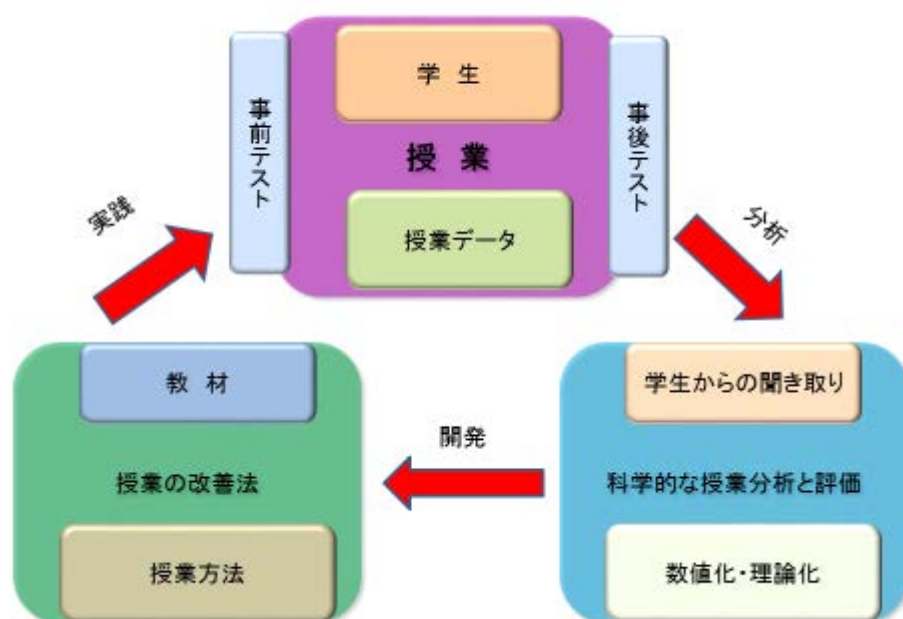 学 生
事前テスト
授 業
事後テスト
授業データ
実践
分析
教 材
授業の改善法
授業方法
開発
学生からの聞き取り
科学的な授業分析と評価
数値化・理論化